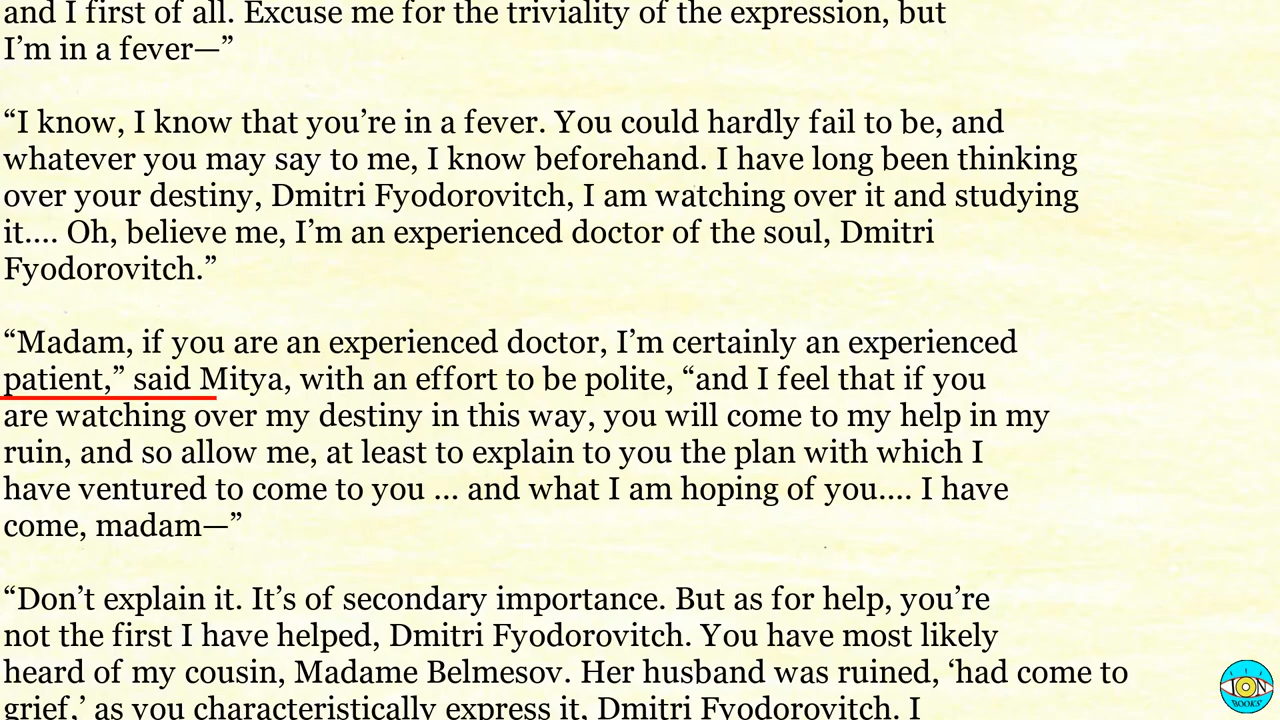 and I first of all. Excuse me for the triviality of the expression, but
I’m in a fever—”
“I know, I know that you’re in a fever. You could hardly fail to be, and
whatever you may say to me, I know beforehand. I have long been thinking
over your destiny, Dmitri Fyodorovitch, I am watching over it and studying
it.... Oh, believe me, I’m an experienced doctor of the soul, Dmitri
Fyodorovitch.”
“Madam, if you are an experienced doctor, I’m certainly an experienced
patient,” said Mitya, with an effort to be polite, “and I feel that if you
are watching over my destiny in this way, you will come to my help in my
ruin, and so allow me, at least to explain to you the plan with which I
have ventured to come to you ... and what I am hoping of you.... I have
come, madam—”
“Don’t explain it. It’s of secondary importance. But as for help, you’re
not the first I have helped, Dmitri Fyodorovitch. You have most likely
heard of my cousin, Madame Belmesov. Her husband was ruined, ‘had come to
grief,’ as you characteristically express it, Dmitri Fyodorovitch. I
BOOKS